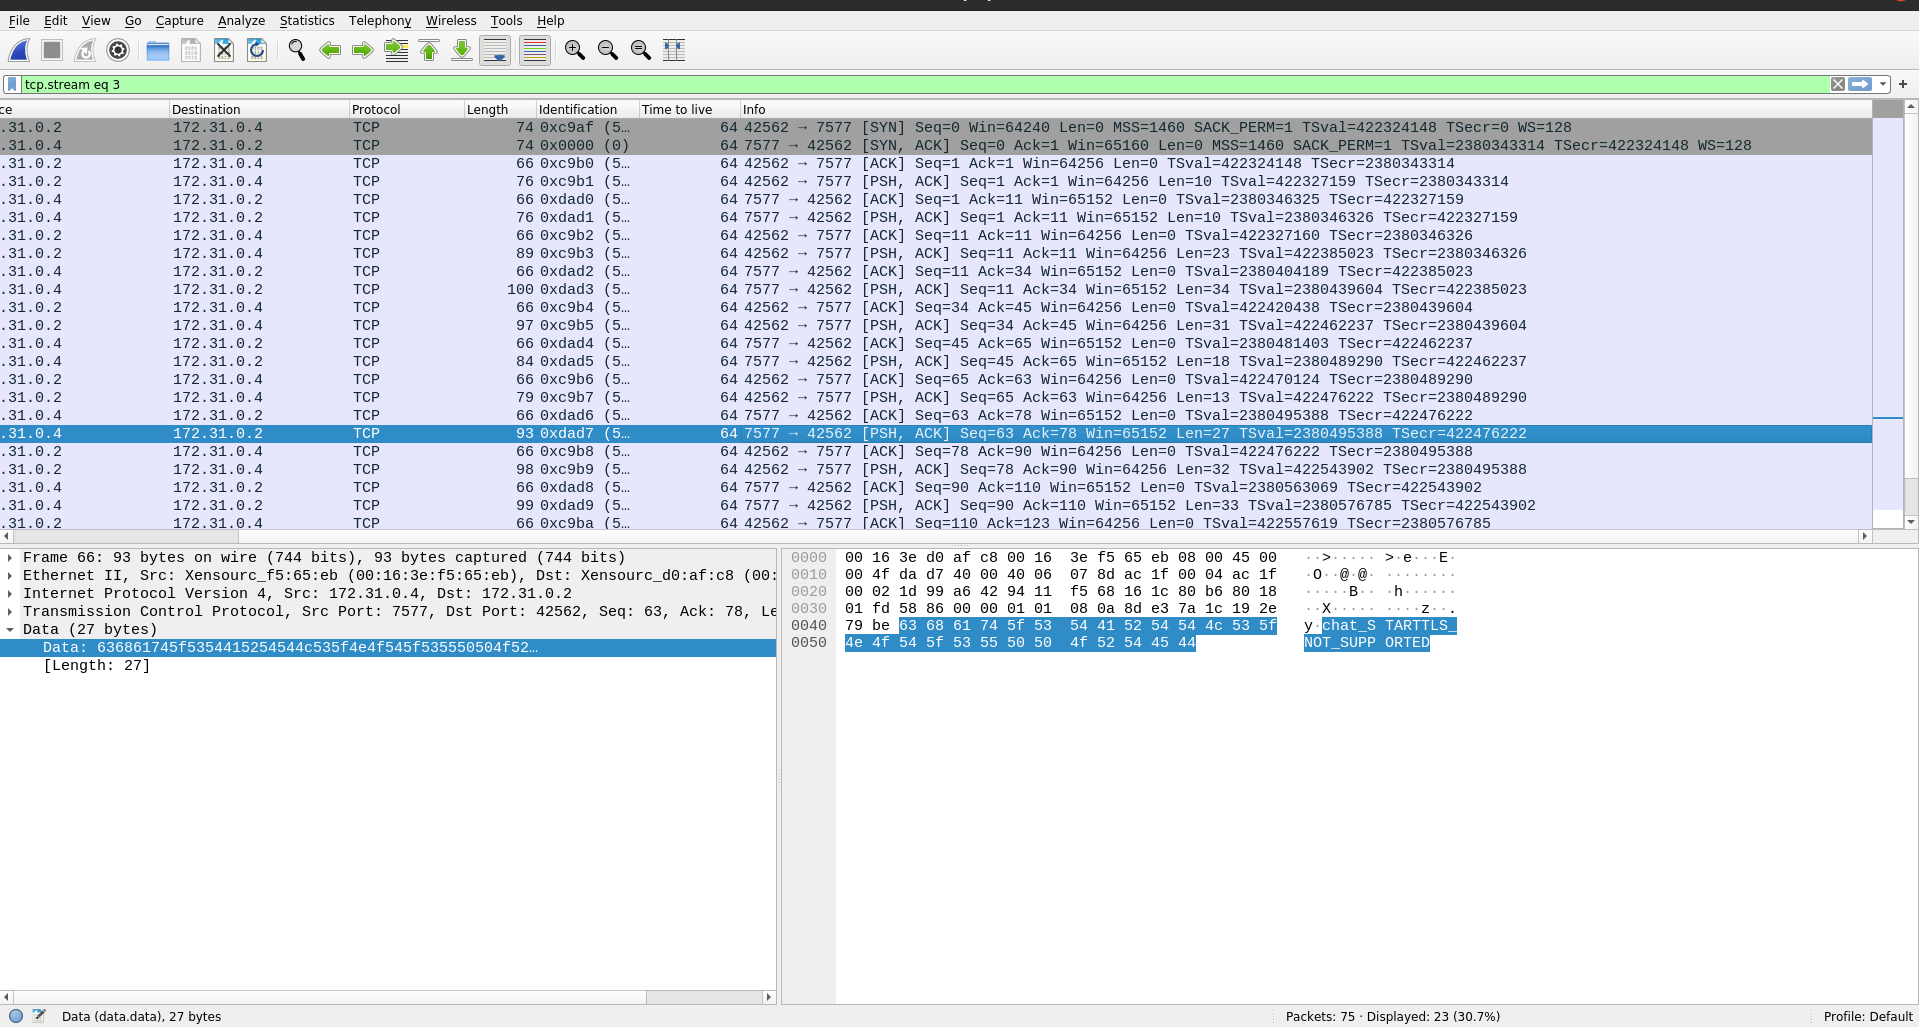 File Edit View Go Capture Analyze Statistics Telephony Wireless Tools Help
tcp.stream eq 3
ce Destination Protocol Length Identification Time to live Info
.31.0.2 172.31.0.4 TCP 74 0xc9af (5… 64 42562 → 7577 [SYN] Seq=0 Win=64240 Len=0 MSS=1460 SACK_PERM=1 TSval=422324148 TSecr=0 WS=128
.31.0.4 172.31.0.2 TCP 74 0x0000 (0) 64 7577 → 42562 [SYN, ACK] Seq=0 Ack=1 Win=65160 Len=0 MSS=1460 SACK_PERM=1 TSval=2380343314 TSecr=422324148 WS=128
.31.0.2 172.31.0.4 TCP 66 0xc9b0 (5… 64 42562 → 7577 [ACK] Seq=1 Ack=1 Win=64256 Len=0 TSval=422324148 TSecr=2380343314
.31.0.2 172.31.0.4 TCP 76 0xc9b1 (5… 64 42562 → 7577 [PSH, ACK] Seq=1 Ack=1 Win=64256 Len=10 TSval=422327159 TSecr=2380343314
.31.0.4 172.31.0.2 TCP 66 0xdad0 (5… 64 7577 → 42562 [ACK] Seq=1 Ack=11 Win=65152 Len=0 TSval=2380346325 TSecr=422327159
.31.0.4 172.31.0.2 TCP 76 0xdad1 (5… 64 7577 → 42562 [PSH, ACK] Seq=1 Ack=11 Win=65152 Len=10 TSval=2380346326 TSecr=422327159
.31.0.2 172.31.0.4 TCP 66 0xc9b2 (5… 64 42562 → 7577 [ACK] Seq=11 Ack=11 Win=64256 Len=0 TSval=422327160 TSecr=2380346326
.31.0.2 172.31.0.4 TCP 89 0xc9b3 (5… 64 42562 → 7577 [PSH, ACK] Seq=11 Ack=11 Win=64256 Len=23 TSval=422385023 TSecr=2380346326
.31.0.4 172.31.0.2 TCP 66 0xdad2 (5… 64 7577 → 42562 [ACK] Seq=11 Ack=34 Win=65152 Len=0 TSval=2380404189 TSecr=422385023
.31.0.4 172.31.0.2 TCP 100 0xdad3 (5… 64 7577 → 42562 [PSH, ACK] Seq=11 Ack=34 Win=65152 Len=34 TSval=2380439604 TSecr=422385023
.31.0.2 172.31.0.4 TCP 66 0xc9b4 (5… 64 42562 → 7577 [ACK] Seq=34 Ack=45 Win=64256 Len=0 TSval=422420438 TSecr=2380439604
.31.0.2 172.31.0.4 TCP 97 0xc9b5 (5… 64 42562 → 7577 [PSH, ACK] Seq=34 Ack=45 Win=64256 Len=31 TSval=422462237 TSecr=2380439604
.31.0.4 172.31.0.2 TCP 66 0xdad4 (5… 64 7577 → 42562 [ACK] Seq=45 Ack=65 Win=65152 Len=0 TSval=2380481403 TSecr=422462237
.31.0.4 172.31.0.2 TCP 84 0xdad5 (5… 64 7577 → 42562 [PSH, ACK] Seq=45 Ack=65 Win=65152 Len=18 TSval=2380489290 TSecr=422462237
.31.0.2 172.31.0.4 TCP 66 0xc9b6 (5… 64 42562 → 7577 [ACK] Seq=65 Ack=63 Win=64256 Len=0 TSval=422470124 TSecr=2380489290
.31.0.2 172.31.0.4 TCP 79 0xc9b7 (5… 64 42562 → 7577 [PSH, ACK] Seq=65 Ack=63 Win=64256 Len=13 TSval=422476222 TSecr=2380489290
.31.0.4 172.31.0.2 TCP 66 0xdad6 (5… 64 7577 → 42562 [ACK] Seq=63 Ack=78 Win=65152 Len=0 TSval=2380495388 TSecr=422476222
.31.0.4 172.31.0.2 TCP 93 0xdad7 (5… 64 7577 → 42562 [PSH, ACK] Seq=63 Ack=78 Win=65152 Len=27 TSval=2380495388 TSecr=422476222
.31.0.2 172.31.0.4 TCP 66 0xc9b8 (5… 64 42562 → 7577 [ACK] Seq=78 Ack=90 Win=64256 Len=0 TSval=422476222 TSecr=2380495388
.31.0.2 172.31.0.4 TCP 98 0xc9b9 (5… 64 42562 → 7577 [PSH, ACK] Seq=78 Ack=90 Win=64256 Len=32 TSval=422543902 TSecr=2380495388
.31.0.4 172.31.0.2 TCP 66 0xdad8 (5… 64 7577 → 42562 [ACK] Seq=90 Ack=110 Win=65152 Len=0 TSval=2380563069 TSecr=422543902
.31.0.4 172.31.0.2 TCP 99 0xdad9 (5… 64 7577 → 42562 [PSH, ACK] Seq=90 Ack=110 Win=65152 Len=33 TSval=2380576785 TSecr=422543902
.31.0.2 172.31.0.4 TCP 66 0xc9ba (5… 64 42562 → 7577 [ACK] Seq=110 Ack=123 Win=64256 Len=0 TSval=422557619 TSecr=2380576785
Frame 66: 93 bytes on wire (744 bits), 93 bytes captured (744 bits)
Ethernet II, Src: Xensourc_f5:65:eb (00:16:3e:f5:65:eb), Dst: Xensourc_d0:af:c8 (00:
Internet Protocol Version 4, Src: 172.31.0.4, Dst: 172.31.0.2
Transmission Control Protocol, Src Port: 7577, Dst Port: 42562, Seq: 63, Ack: 78, Le
Data (27 bytes)
Data: 636861745f5354415254544c535f4e4f545f535550504f52…
[Length: 27]
0000 00 16 3e d0 af c8 00 16 3e f5 65 eb 08 00 45 00 ··>····· >·e···E·
0010 00 4f da d7 40 00 40 06 07 8d ac 1f 00 04 ac 1f ·O··@·@· ········
0020 00 02 1d 99 a6 42 94 11 f5 68 16 1c 80 b6 80 18 ·····B·· ·h······
0030 01 fd 58 86 00 00 01 01 08 0a 8d e3 7a 1c 19 2e ··X····· ····z··.
0040 79 be 63 68 61 74 5f 53 54 41 52 54 54 4c 53 5f y·chat_S TARTTLS_
0050 4e 4f 54 5f 53 55 50 50 4f 52 54 45 44 NOT_SUPP ORTED
Data (data.data), 27 bytes Packets: 75 · Displayed: 23 (30.7%) Profile: Default